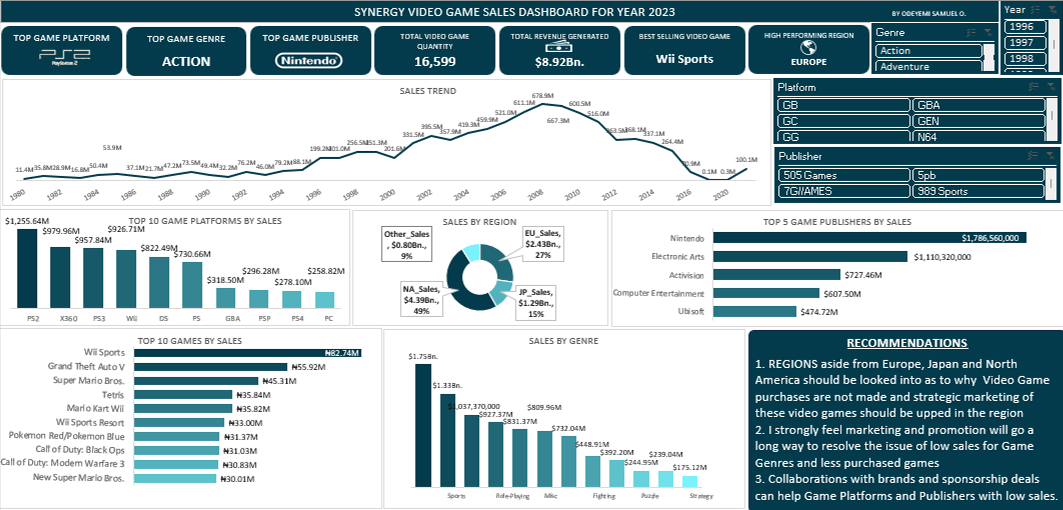 SYNERGY VIDEO GAME SALES DASHBOARD FOR YEAR 2023
BY ODEYEMI SAMUEL O.
TOP GAME PLATFORM
PlayStation 2
TOP GAME GENRE
ACTION
TOP GAME PUBLISHER
Nintendo
TOTAL VIDEO GAME
QUANTITY
16,599
TOTAL REVENUE GENERATED
$8.92Bn.
BEST SELLING VIDEO GAME
Wii Sports
HIGH PERFORMING REGION
EUROPE
Genre
Action
Adventure
Year
1996
1997
1998
SALES TREND
11.4M 35.8M 28.9M 16.8M 50.4M 53.9M 37.1M 21.7M 47.2M 73.5M 49.4M 32.2M 76.2M 46.0M 79.2M 88.1M 199.2M 201.0M 256.5M 251.3M 201.6M 331.5M 395.5M 357.9M 419.3M 459.9M 521.0M 611.1M 678.9M 667.3M 600.5M 516.0M 363.5M 368.1M 337.1M 264.4M 70.9M 0.1M 0.3M 100.1M
1980 1982 1984 1986 1988 1990 1992 1994 1996 1998 2000 2002 2004 2006 2008 2010 2012 2014 2016 2020
Platform
GB GBA
GC GEN
GG N64
Publisher
505 Games 5pb
7G//AMES 989 Sports
TOP 10 GAME PLATFORMS BY SALES
$1,255.64M $979.96M $957.84M $926.71M $822.49M $730.66M $318.50M $296.28M $278.10M $258.82M
PS2 X360 PS3 Wii DS PS GBA PSP PS4 PC
SALES BY REGION
Other_Sales
, $0.80Bn.,
9%
EU_Sales,
$2.43Bn.,
27%
NA_Sales,
$4.39Bn.,
49%
JP_Sales,
$1.29Bn.,
15%
TOP 5 GAME PUBLISHERS BY SALES
Nintendo $1,786,560,000
Electronic Arts $1,110,320,000
Activision $727.46M
Computer Entertainment $607.50M
Ubisoft $474.72M
TOP 10 GAMES BY SALES
Wii Sports ₦82.74M
Grand Theft Auto V ₦55.92M
Super Mario Bros. ₦45.31M
Tetris ₦35.84M
Mario Kart Wii ₦35.82M
Wii Sports Resort ₦33.00M
Pokemon Red/Pokemon Blue ₦31.37M
Call of Duty: Black Ops ₦31.03M
Call of Duty: Modern Warfare 3 ₦30.83M
New Super Mario Bros. ₦30.01M
SALES BY GENRE
$1.75Bn. $1.33Bn. $1,037,370,000 $927.37M $831.37M $809.96M $732.04M $448.91M $392.20M $244.95M $239.04M $175.12M
Sports Role-Playing Misc Fighting Puzzle Strategy
RECOMMENDATIONS
1. REGIONS aside from Europe, Japan and North
America should be looked into as to why Video Game
purchases are not made and strategic marketing of
these video games should be upped in the region
2. I strongly feel marketing and promotion will go a
long way to resolve the issue of low sales for Game
Genres and less purchased games
3. Collaborations with brands and sponsorship deals
can help Game Platforms and Publishers with low sales.